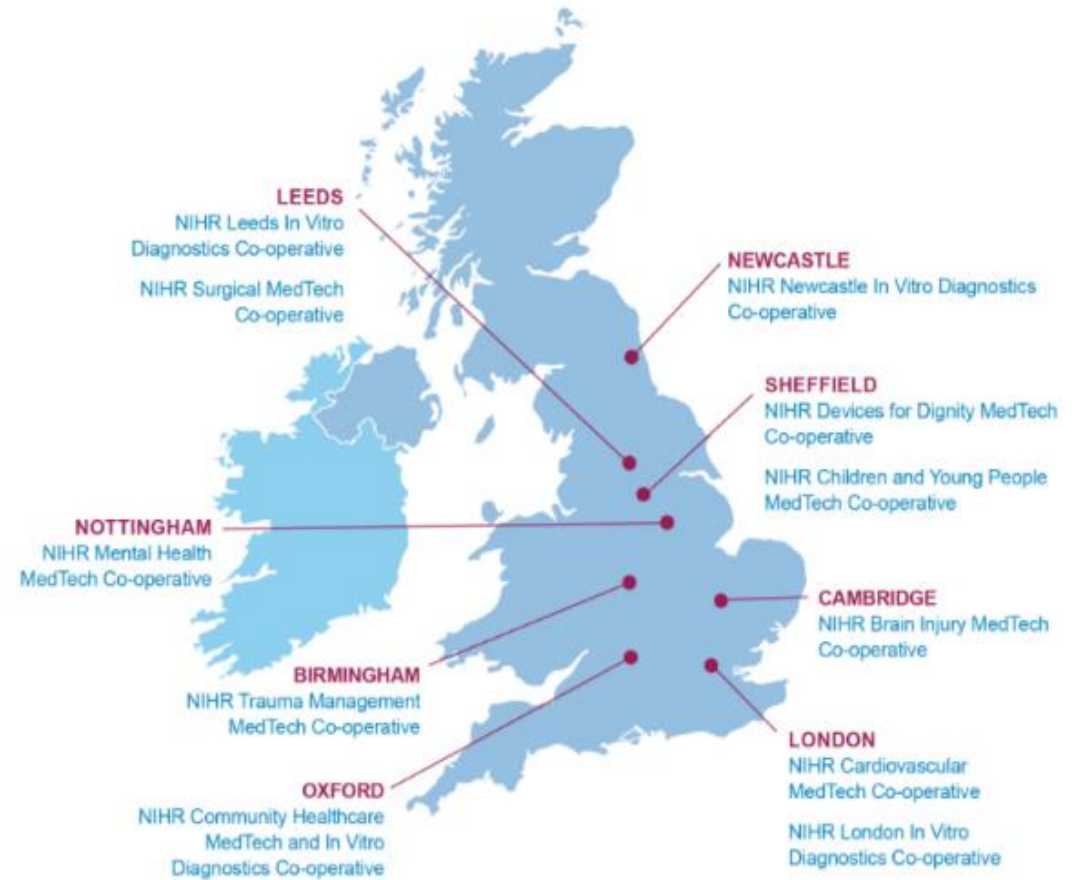 LEEDS
NIHR Leeds In Vitro
Diagnostics Co-operative
NIHR Surgical MedTech
Co-operative
NEWCASTLE
NIHR Newcastle In Vitro Diagnostics
Co-operative
SHEFFIELD
NIHR Devices for Dignity MedTech
Co-operative
NIHR Children and Young People
MedTech Co-operative
NOTTINGHAM
NIHR Mental Health
MedTech Co-operative
CAMBRIDGE
NIHR Brain Injury MedTech
Co-operative
BIRMINGHAM
NIHR Trauma Management
MedTech Co-operative
LONDON
NIHR Cardiovascular
MedTech Co-operative
NIHR London In Vitro
Diagnostics Co-operative
OXFORD
NIHR Community Healthcare
MedTech and In Vitro
Diagnostics Co-operative